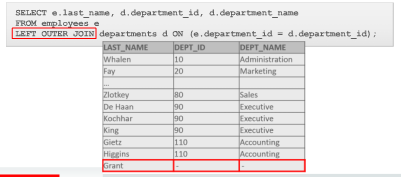 SELECT e.last_name, d.department_id, d.department_name
FROM employees e
LEFT OUTER JOIN departments d ON (e.department_id = d.department_id);
LAST_NAME DEPT_ID DEPT_NAME
Whalen 10 Administration
Fay 20 Marketing
...
Zlotkey 80 Sales
De Haan 90 Executive
Kochhar 90 Executive
King 90 Executive
Gietz 110 Accounting
Higgins 110 Accounting
Grant - -